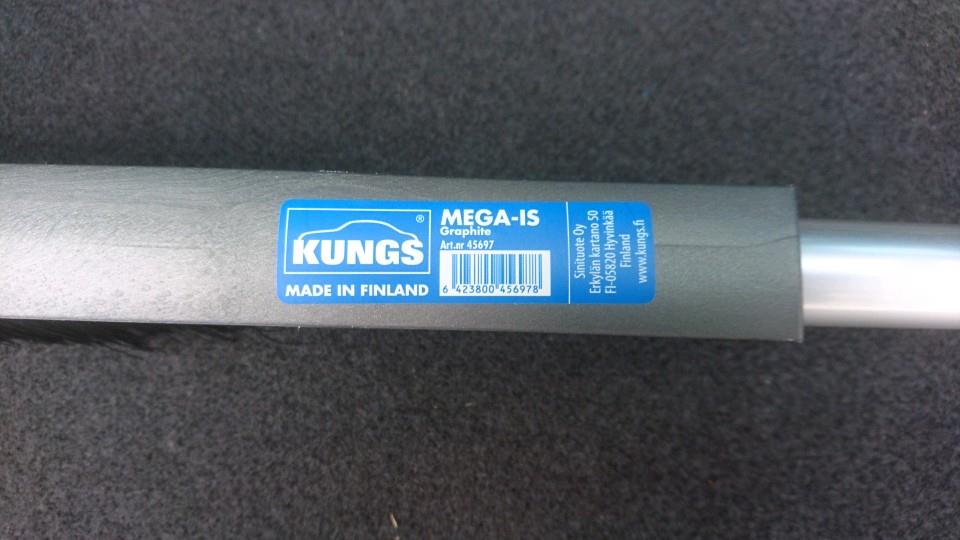 KUNGS®
MADE IN FINLAND
MEGA-IS
Graphite
Art.nr 45697
6 423800 456978
Sinituote Oy
Erkylän kartano 50
FI-05820 Hyvinkää
Finland
www.kungs.fi